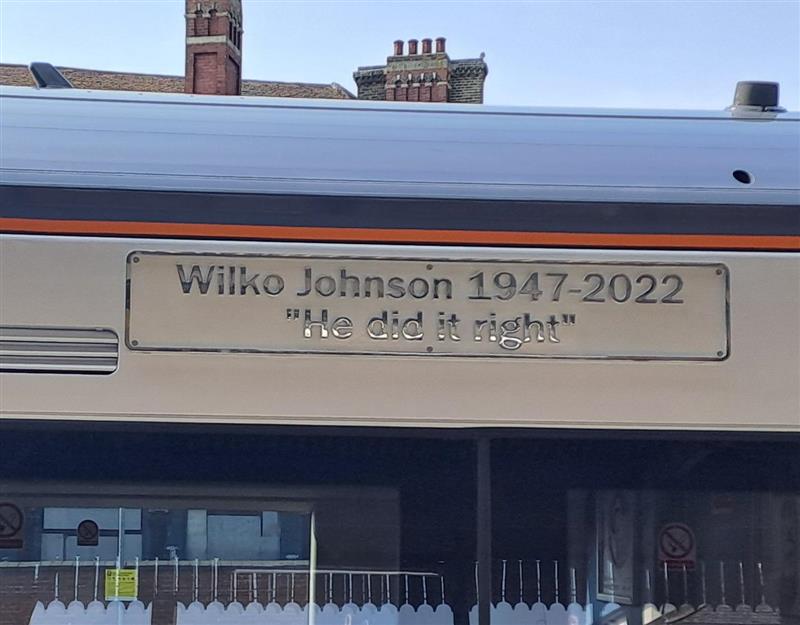 Wilko Johnson 1947-2022
"He did it right"